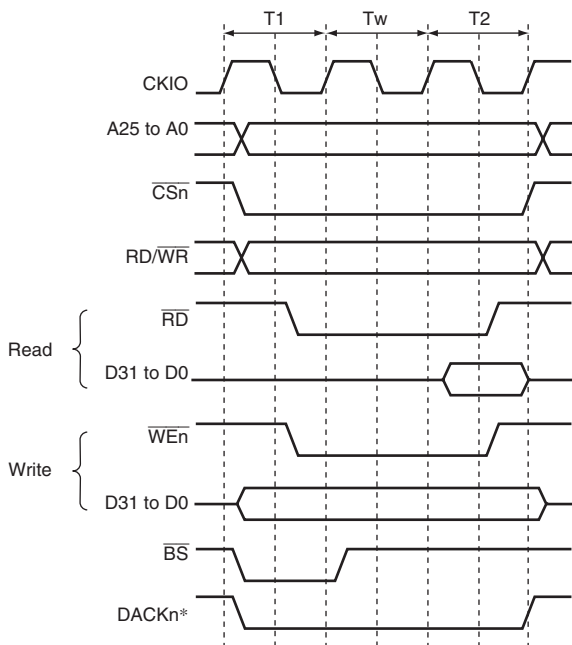 T1 Tw T2
CKIO
A25 to A0
CSn
RD/WR
Read
RD
D31 to D0
Write
WEn
D31 to D0
BS
DACKn*